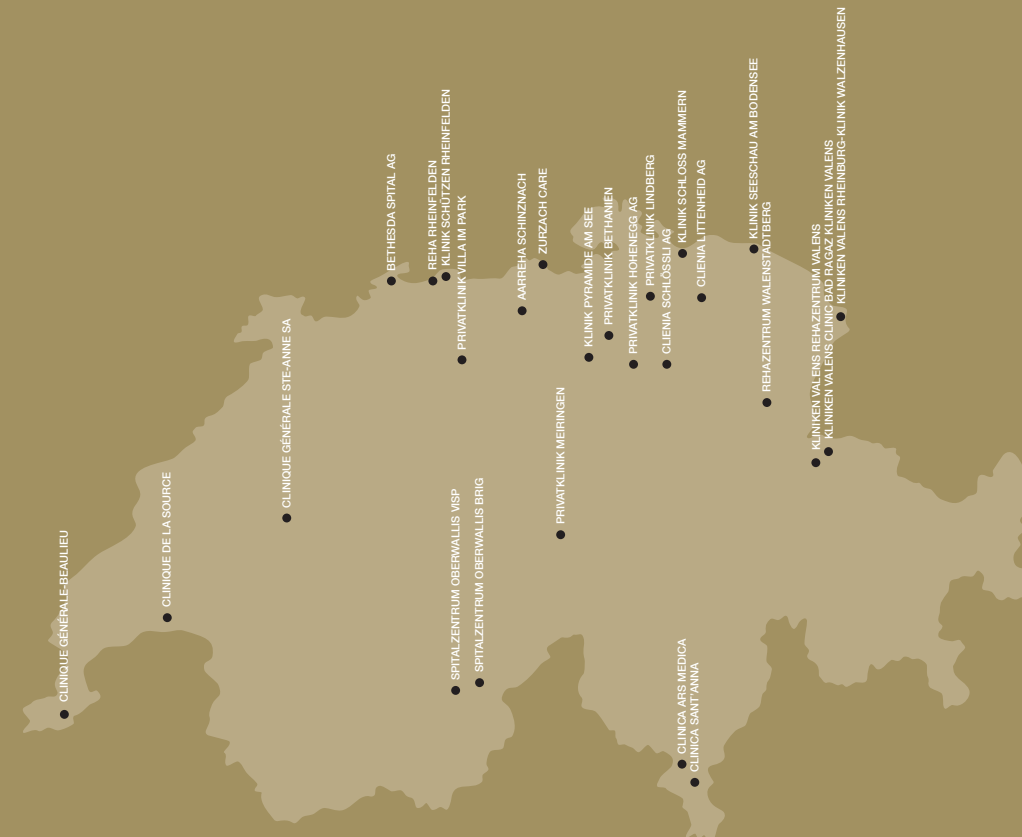 CLINIQUE GÉNÉRALE-BEAULIEU
CLINIQUE DE LA SOURCE
CLINIQUE GÉNÉRALE STE-ANNE SA
BETHESDA SPITAL AG
REHA RHEINFELDEN
KLINIK SCHÜTZEN RHEINFELDEN
PRIVATKLINIK VILLA IM PARK
SPITALZENTRUM OBERWALLIS VISP
SPITALZENTRUM OBERWALLIS BRIG
AARREHA SCHINZNACH
ZURZACH CARE
PRIVATKLINIK MEIRINGEN
KLINIK PYRAMIDE AM SEE
PRIVATKLINIK BETHANIEN
PRIVATKLINIK HOHENEGG AG
PRIVATKLINIK LINDBERG
CLIENIA SCHLÖSSLI AG
KLINIK SCHLOSS MAMMERN
CLIENIA LITTENHEID AG
CLINICA ARS MEDICA
CLINICA SANT'ANNA
KLINIK SEESCHAU AM BODENSEE
REHAZENTRUM WALENSTADTBERG
KLINIKEN VALENS REHAZENTRUM VALENS
KLINIKEN VALENS CLINIC BAD RAGAZ KLINIKEN VALENS
KLINIKEN VALENS RHEINBURG-KLINIK WALZENHAUSEN